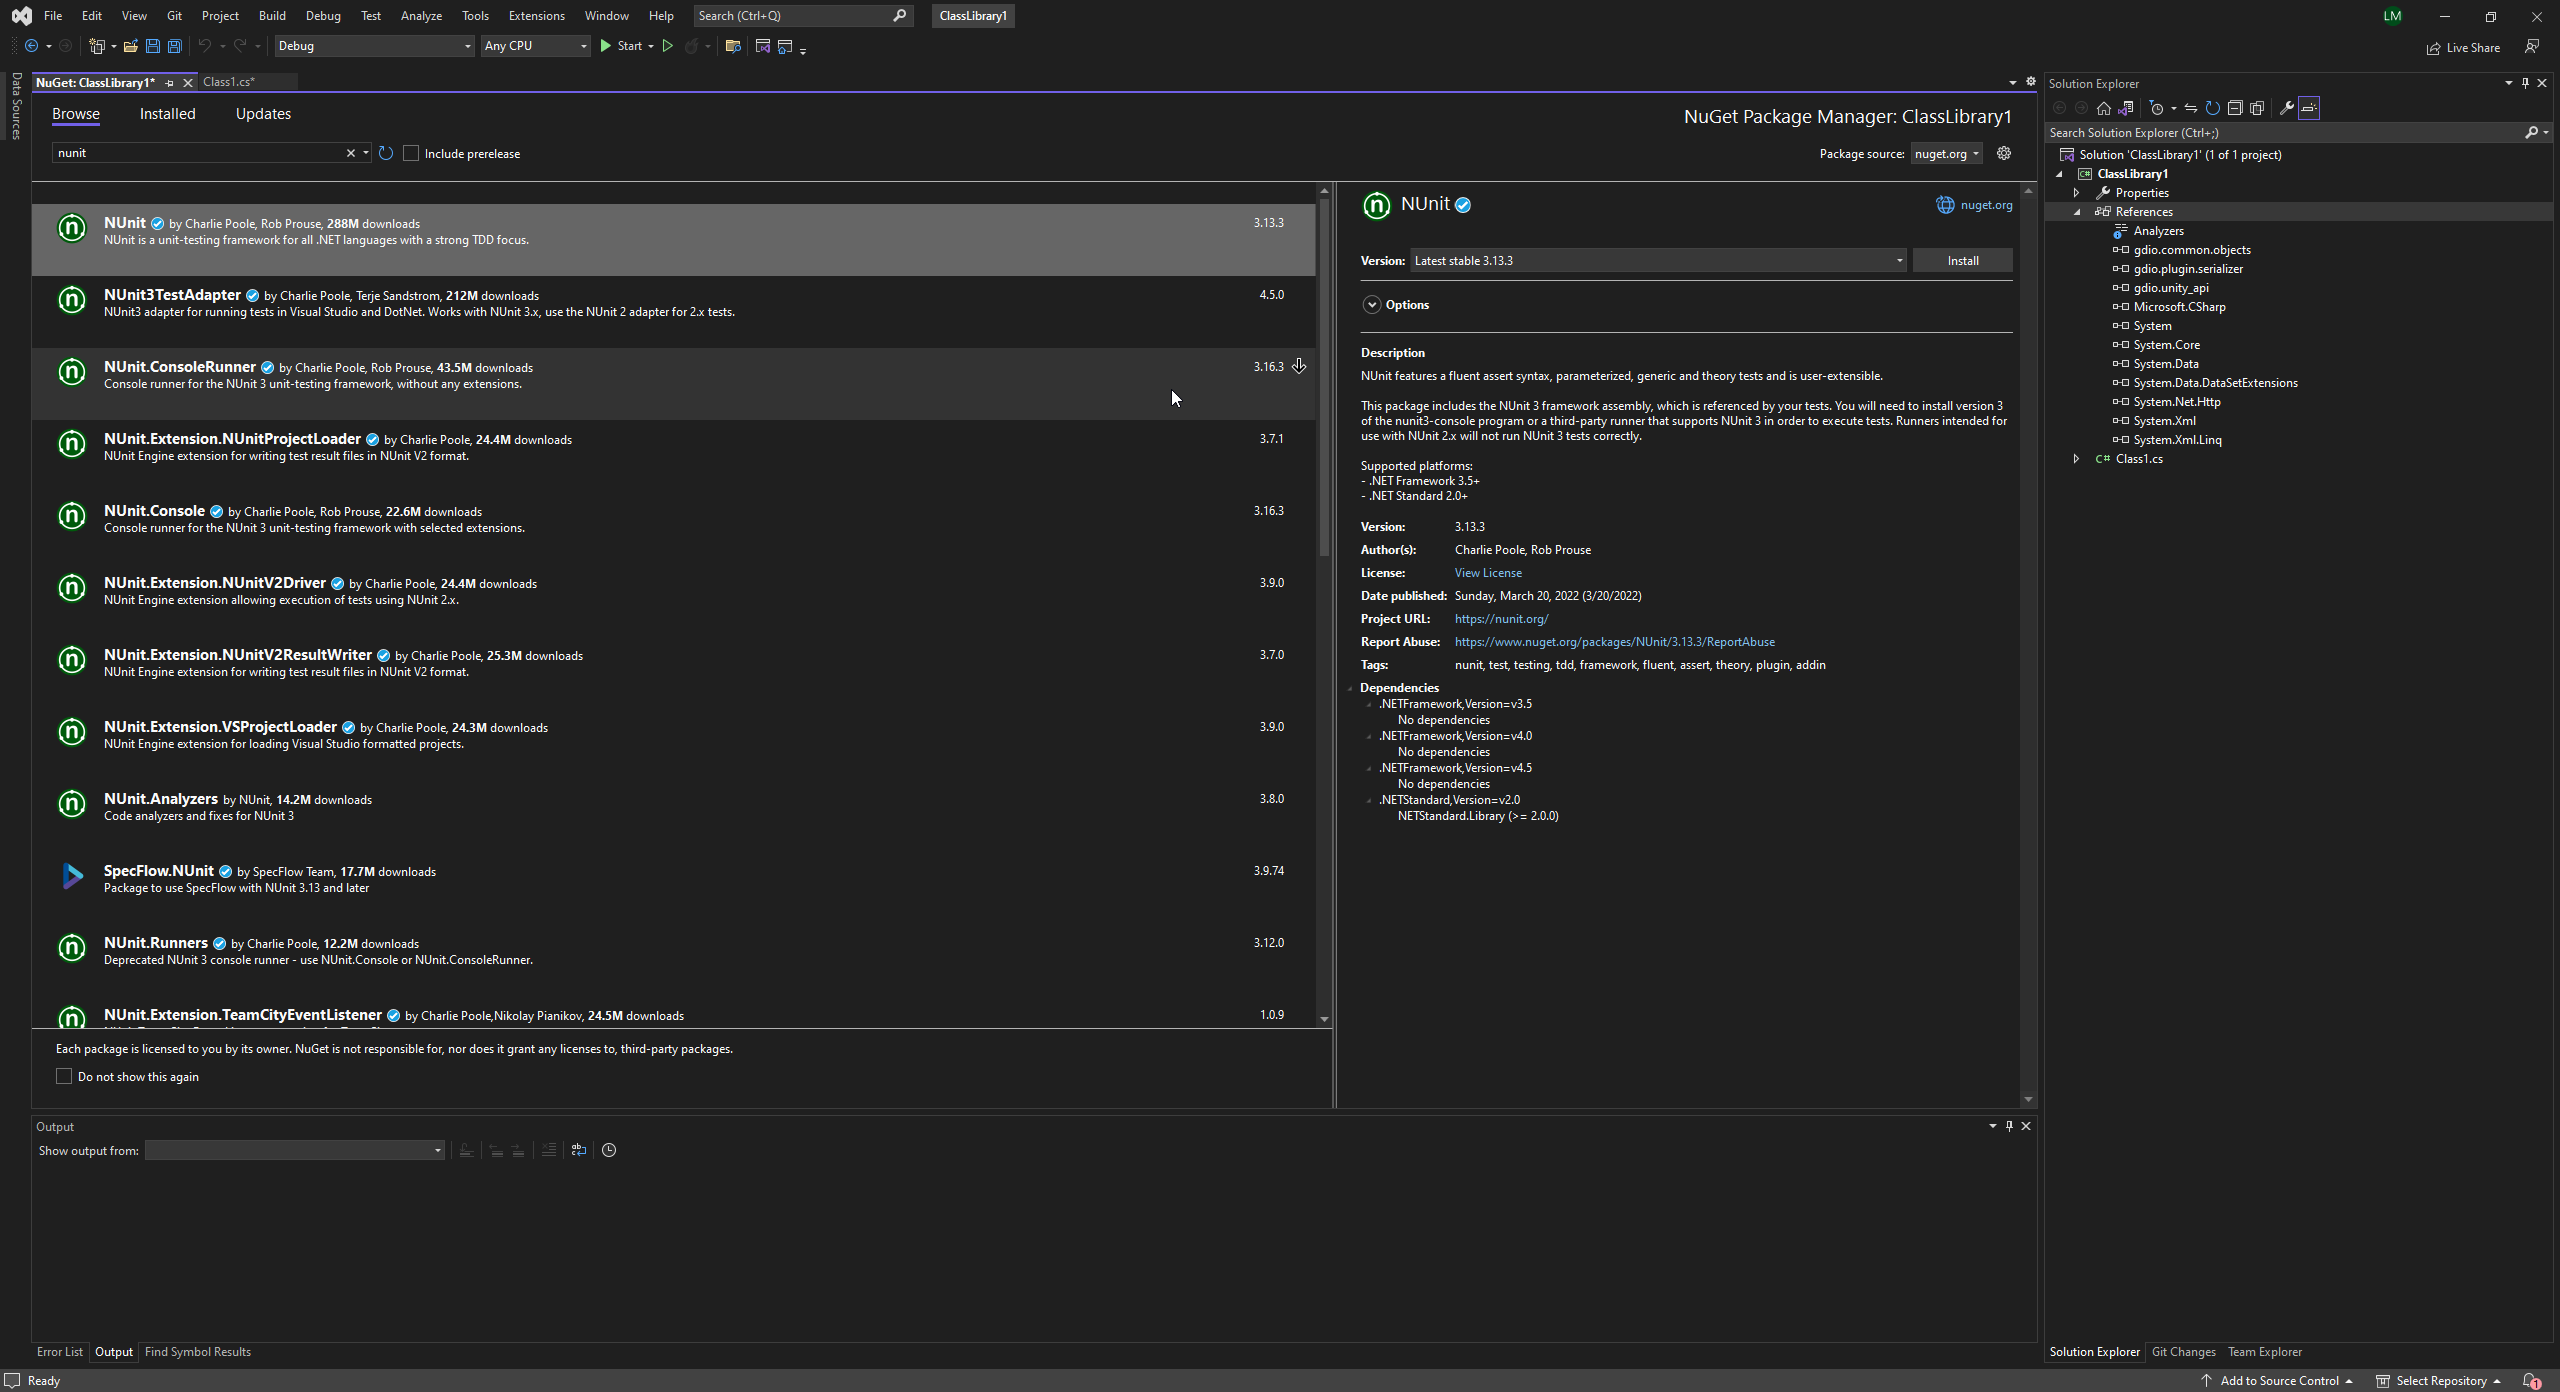 File Edit View Git Project Build Debug Test Analyze Tools Extensions Window Help Search (Ctrl+Q) ClassLibrary1 LM
Debug Any CPU Start Live Share
Data Sources
NuGet: ClassLibrary1* Class1.cs*
Browse Installed Updates
NuGet Package Manager: ClassLibrary1
nunit Include prerelease
Package source: nuget.org
NUnit by Charlie Poole, Rob Prouse, 288M downloads 3.13.3
NUnit is a unit-testing framework for all .NET languages with a strong TDD focus.
NUnit3TestAdapter by Charlie Poole, Terje Sandstrom, 212M downloads 4.5.0
NUnit3 adapter for running tests in Visual Studio and DotNet. Works with NUnit 3.x, use the NUnit 2 adapter for 2.x tests.
NUnit.ConsoleRunner by Charlie Poole, Rob Prouse, 43.5M downloads 3.16.3
Console runner for the NUnit 3 unit-testing framework, without any extensions.
NUnit.Extension.NUnitProjectLoader by Charlie Poole, 24.4M downloads 3.7.1
NUnit Engine extension for writing test result files in NUnit V2 format.
NUnit.Console by Charlie Poole, Rob Prouse, 22.6M downloads 3.16.3
Console runner for the NUnit 3 unit-testing framework with selected extensions.
NUnit.Extension.NUnitV2Driver by Charlie Poole, 24.4M downloads 3.9.0
NUnit Engine extension allowing execution of tests using NUnit 2.x.
NUnit.Extension.NUnitV2ResultWriter by Charlie Poole, 25.3M downloads 3.7.0
NUnit Engine extension for writing test result files in NUnit V2 format.
NUnit.Extension.VSProjectLoader by Charlie Poole, 24.3M downloads 3.9.0
NUnit Engine extension for loading Visual Studio formatted projects.
NUnit.Analyzers by NUnit, 14.2M downloads 3.8.0
Code analyzers and fixes for NUnit 3
SpecFlow.NUnit by SpecFlow Team, 17.7M downloads 3.9.74
Package to use SpecFlow with NUnit 3.13 and later
NUnit.Runners by Charlie Poole, 12.2M downloads 3.12.0
Deprecated NUnit 3 console runner - use NUnit.Console or NUnit.ConsoleRunner.
NUnit.Extension.TeamCityEventListener by Charlie Poole,Nikolay Pianikov, 24.5M downloads 1.0.9
Each package is licensed to you by its owner. NuGet is not responsible for, nor does it grant any licenses to, third-party packages.
Do not show this again
NUnit nuget.org
Version: Latest stable 3.13.3 Install
Options
Description
NUnit features a fluent assert syntax, parameterized, generic and theory tests and is user-extensible.
This package includes the NUnit 3 framework assembly, which is referenced by your tests. You will need to install version 3
of the nunit3-console program or a third-party runner that supports NUnit 3 in order to execute tests. Runners intended for
use with NUnit 2.x will not run NUnit 3 tests correctly.
Supported platforms:
- .NET Framework 3.5+
- .NET Standard 2.0+
Version: 3.13.3
Author(s): Charlie Poole, Rob Prouse
License: View License
Date published: Sunday, March 20, 2022 (3/20/2022)
Project URL: https://nunit.org/
Report Abuse: https://www.nuget.org/packages/NUnit/3.13.3/ReportAbuse
Tags: nunit, test, testing, tdd, framework, fluent, assert, theory, plugin, addin
Dependencies
.NETFramework,Version=v3.5
No dependencies
.NETFramework,Version=v4.0
No dependencies
.NETFramework,Version=v4.5
No dependencies
.NETStandard,Version=v2.0
NETStandard.Library (>= 2.0.0)
Solution Explorer
Search Solution Explorer (Ctrl+;)
Solution 'ClassLibrary1' (1 of 1 project)
C# ClassLibrary1
Properties
References
Analyzers
gdio.common.objects
gdio.plugin.serializer
gdio.unity_api
Microsoft.CSharp
System
System.Core
System.Data
System.Data.DataSetExtensions
System.Net.Http
System.Xml
System.Xml.Linq
C# Class1.cs
Output
Show output from:
Error List Output Find Symbol Results
Solution Explorer Git Changes Team Explorer
Ready Add to Source Control Select Repository 1